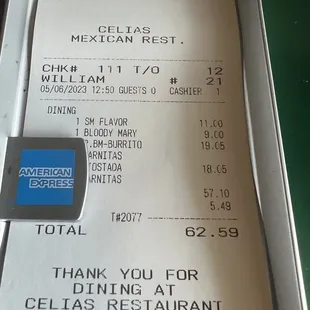 CELIAS
MEXICAN REST.
CHK# 111 T/O 12
WILLIAM # 21
05/06/2023 12:50 GUESTS 0 CASHIER 1
DINING
1 SM FLAVOR 11.00
1 BLOODY MARY 9.00
.BM-BURRITO 19.05
ARNITAS
OSTADA 18.05
ARNITAS
57.10
5.49
T#2077
TOTAL 62.59
THANK YOU FOR
DINING AT
CELIAS RESTAURANT
AMERICAN
EXPRESS